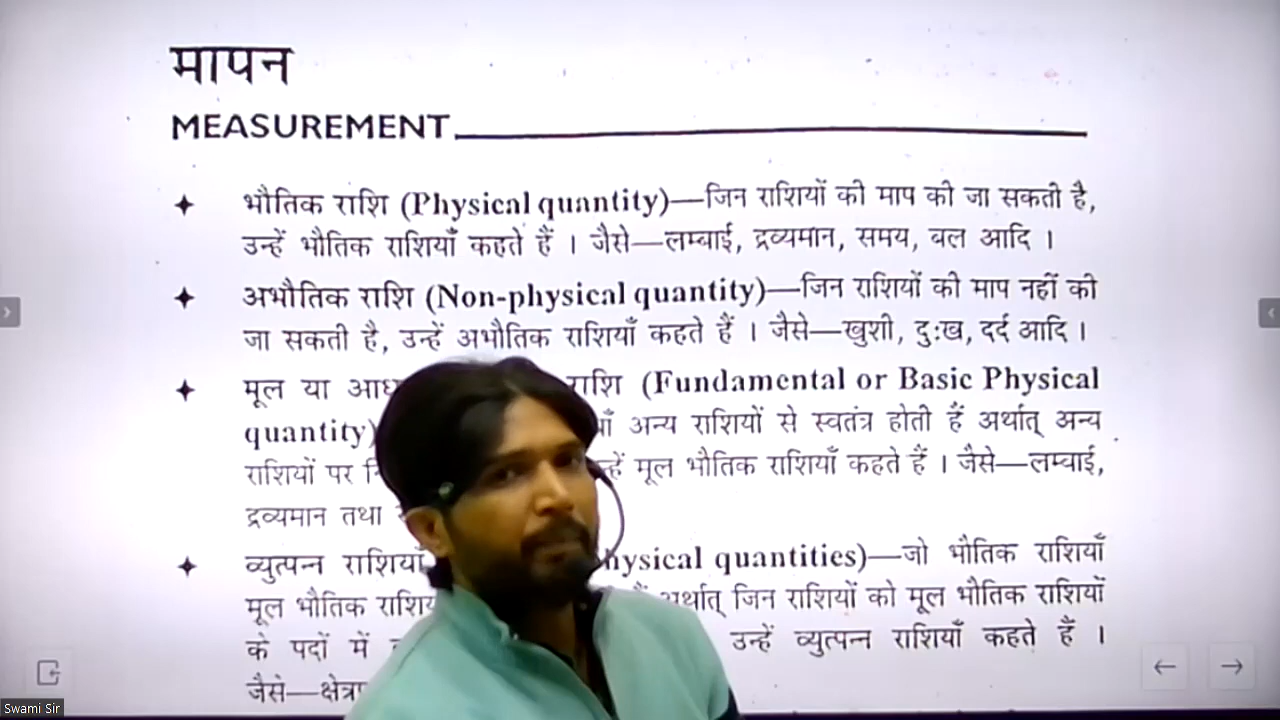 मापन
MEASUREMENT
✦ भौतिक राशि (Physical quantity)—जिन राशियों की माप की जा सकती है,
उन्हें भौतिक राशियाँ कहते हैं । जैसे—लम्बाई, द्रव्यमान, समय, बल आदि ।
✦ अभौतिक राशि (Non-physical quantity)—जिन राशियों की माप नहीं की
जा सकती है, उन्हें अभौतिक राशियाँ कहते हैं । जैसे—खुशी, दुःख, दर्द आदि ।
✦ मूल या राशि (Fundamental or Basic Physical
quantity) अन्य राशियों से स्वतंत्र होती हैं अर्थात् अन्य
राशियों पर मूल भौतिक राशियाँ कहते हैं । जैसे—लम्बाई,
द्रव्यमान तथा
✦ व्युत्पन्न राशियाँ quantities)—जो भौतिक राशियाँ
मूल भौतिक अर्थात् जिन राशियों को मूल भौतिक राशियों
के पदों में उन्हें व्युत्पन्न राशियाँ कहते हैं ।
जैसे—
Swami Sir